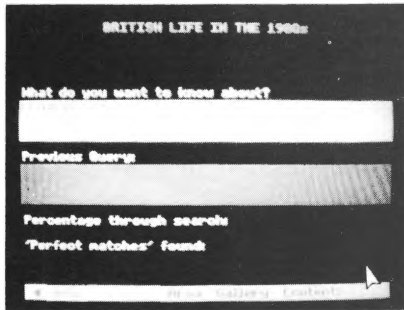 BRITISH LIFE IN THE 1980s
What do you want to know about?
Previous Query:
Percentage through search:
'Perfect matches' found:
Gallery Contents